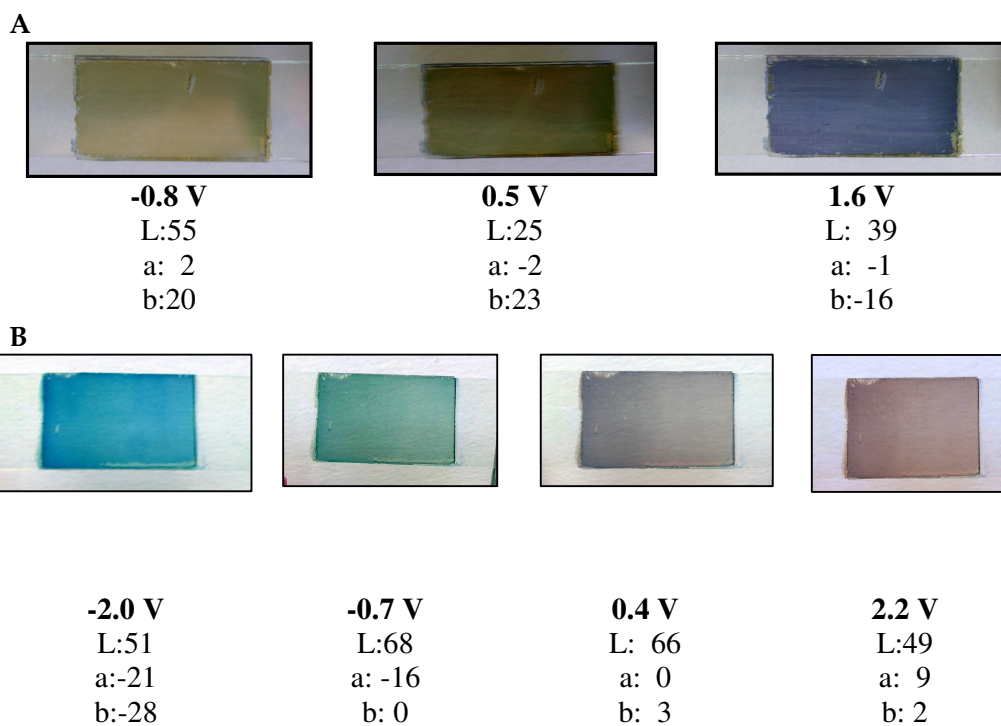 A
-0.8 V 0.5 V 1.6 V
L:55 L:25 L: 39
a: 2 a: -2 a: -1
b:20 b:23 b:-16
B
-2.0 V -0.7 V 0.4 V 2.2 V
L:51 L:68 L: 66 L:49
a:-21 a: -16 a: 0 a: 9
b:-28 b: 0 b: 3 b: 2